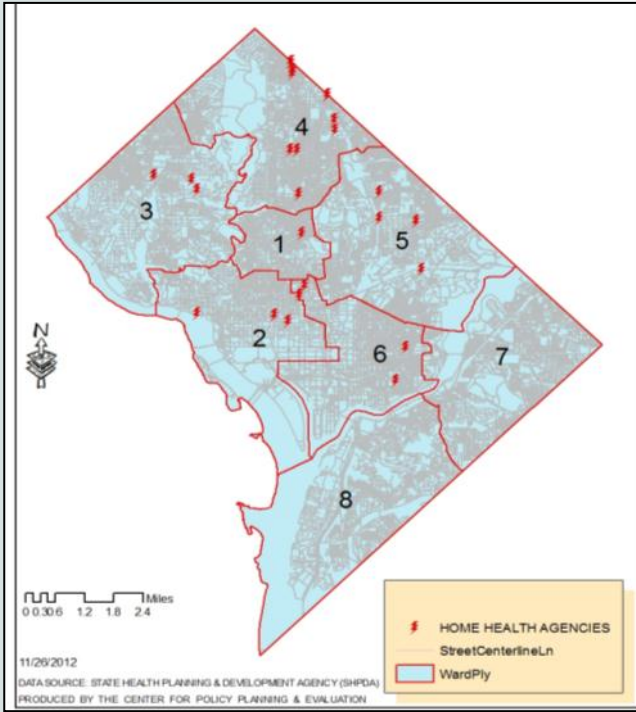 4
3
1
5
N
2
6
7
8
Miles
0 0.30.6 1.2 1.8 2.4
HOME HEALTH AGENCIES
StreetCenterlineLn
WardPly
11/26/2012
DATA SOURCE: STATE HEALTH PLANNING & DEVELOPMENT AGENCY (SHPDA)
PRODUCED BY THE CENTER FOR POLICY PLANNING & EVALUATION